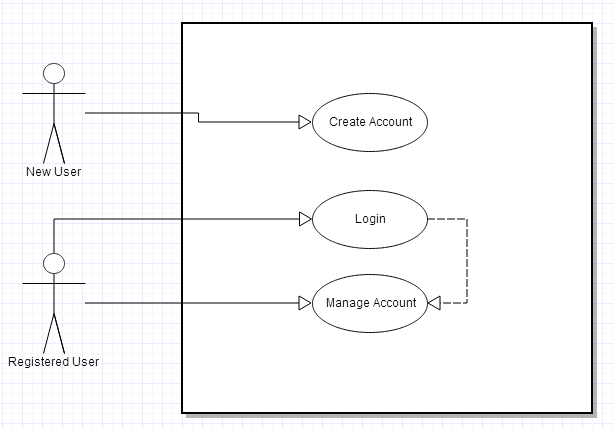 Create Account
New User
Login
Manage Account
Registered User